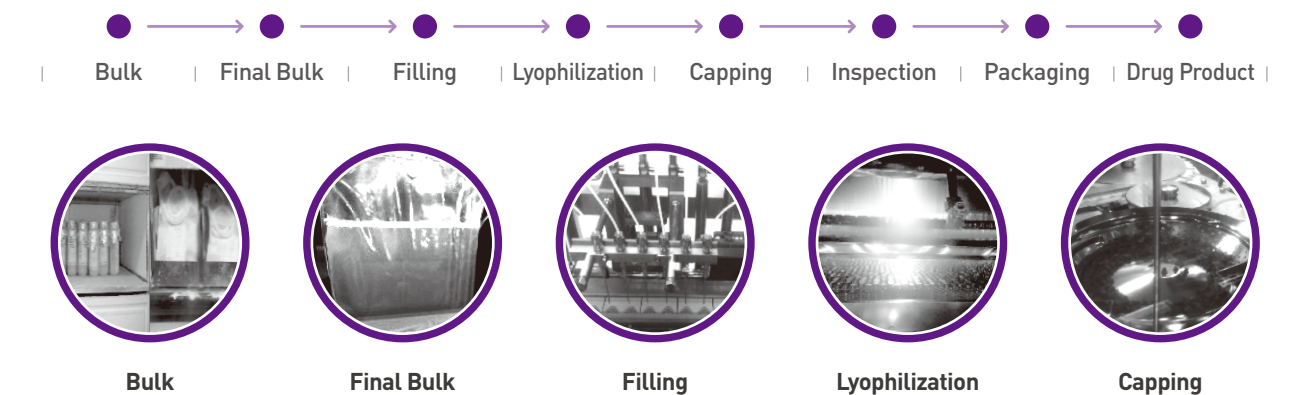 Bulk Final Bulk Filling Lyophilization Capping Inspection Packaging Drug Product
Bulk Final Bulk Filling Lyophilization Capping